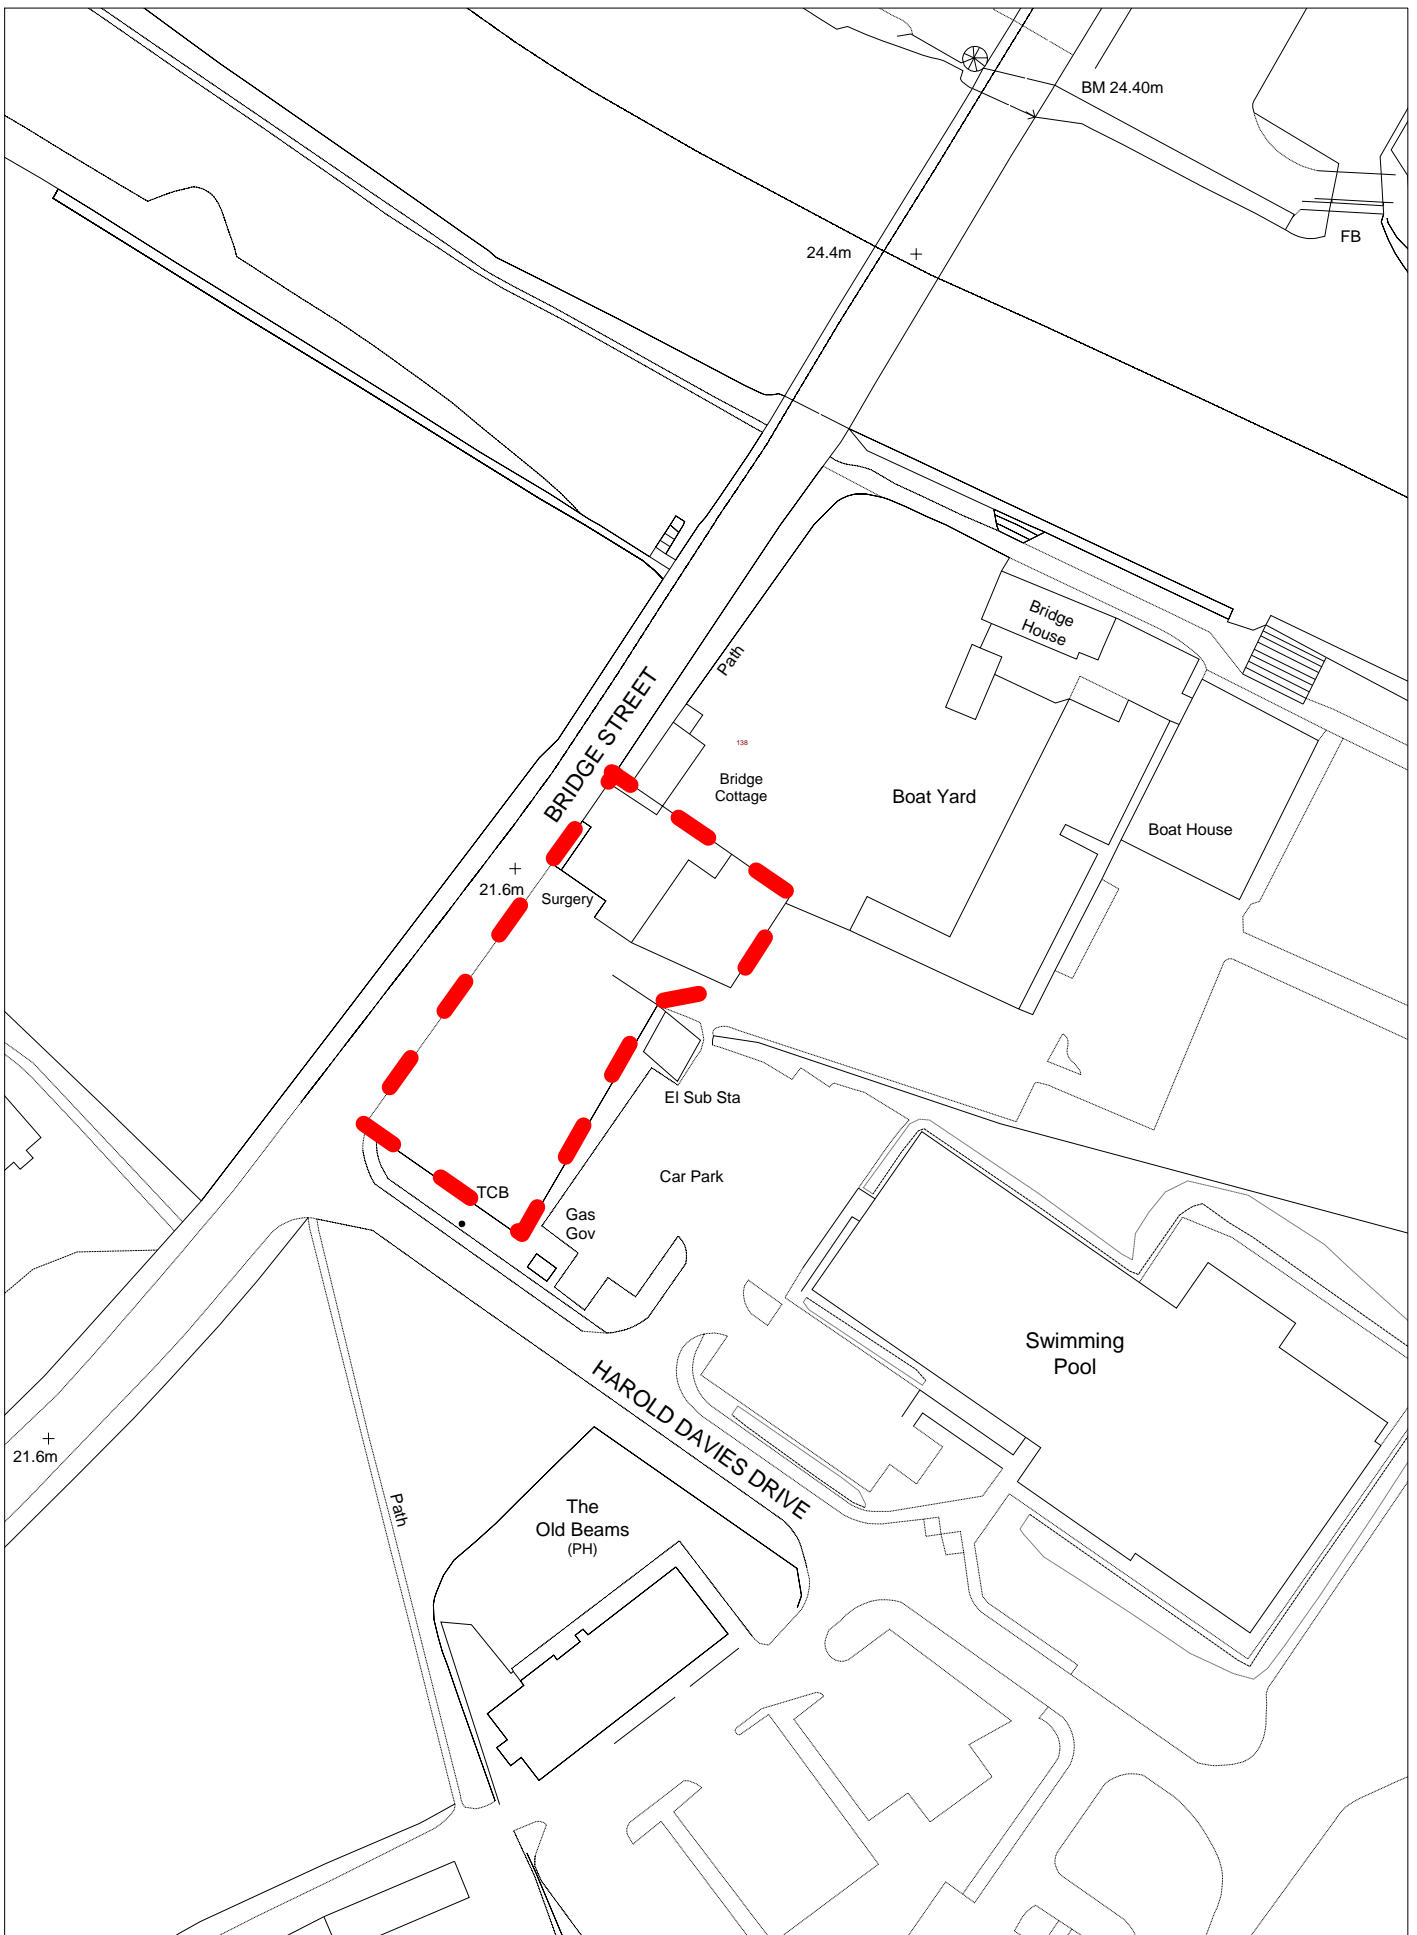 BM 24.40m
FB
24.4m
Bridge
House
Path
BRIDGE STREET
138
Bridge
Cottage
Boat Yard
Boat House
21.6m
Surgery
El Sub Sta
Car Park
TCB
Gas
Gov
Swimming
Pool
HAROLD DAVIES DRIVE
21.6m
Path
The
Old Beams
(PH)